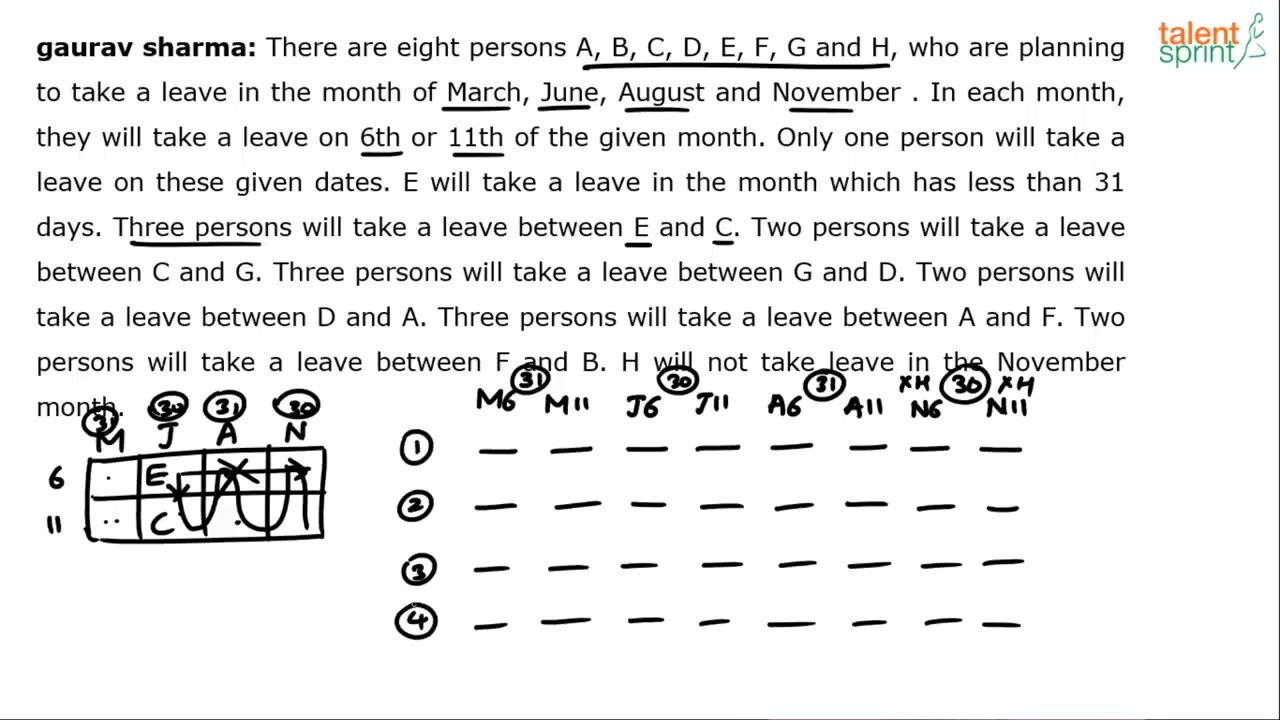 talent
sprint
gaurav sharma: There are eight persons A, B, C, D, E, F, G and H, who are planning
to take a leave in the month of March, June, August and November . In each month,
they will take a leave on 6th or 11th of the given month. Only one person will take a
leave on these given dates. E will take a leave in the month which has less than 31
days. Three persons will take a leave between E and C. Two persons will take a leave
between C and G. Three persons will take a leave between G and D. Two persons will
take a leave between D and A. Three persons will take a leave between A and F. Two
persons will take a leave between F and B. H will not take leave in the November
month.
31 30 31 30
M J A N
6 E
11 C
31 30 31 XH 30 XH
M6 M11 J6 J11 A6 A11 N6 N11
1
2
3
4